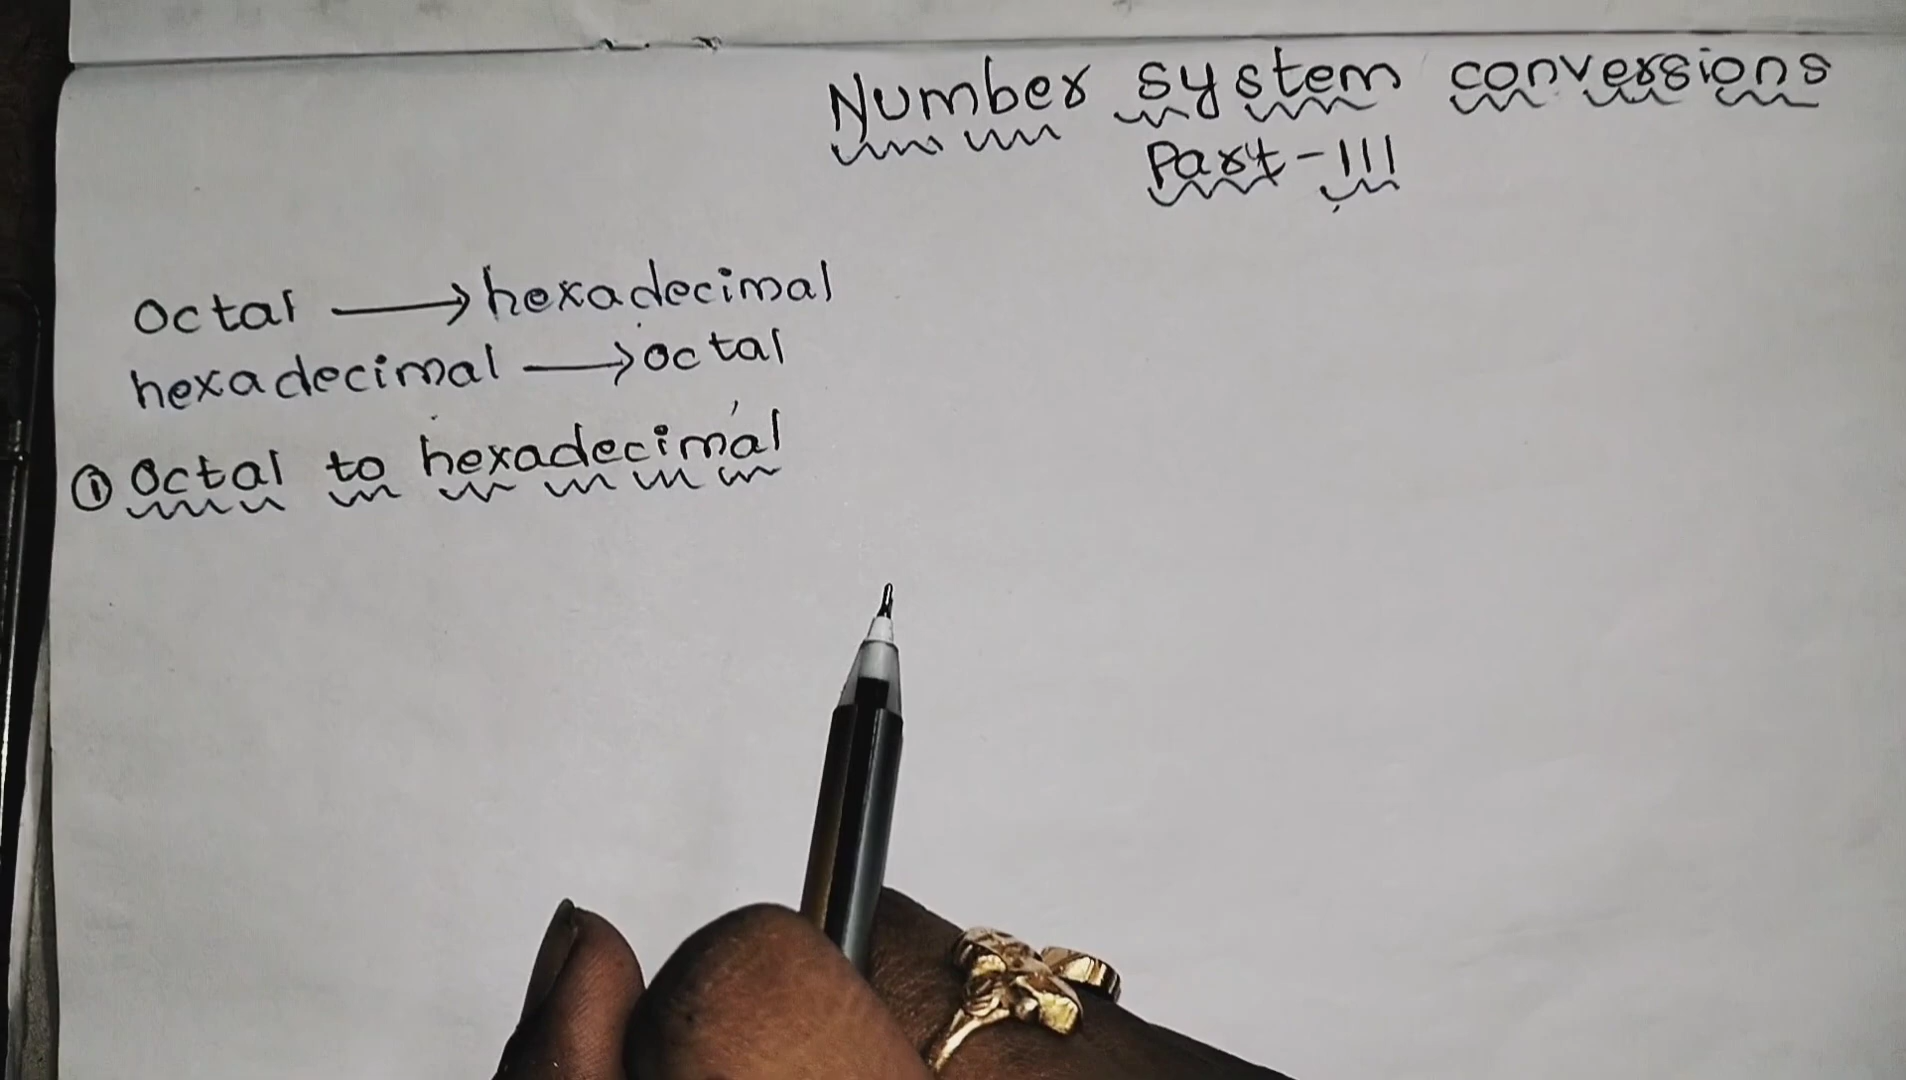 Number system conversions
Part-III
Octal → hexadecimal
hexadecimal → octal
① Octal to hexadecimal